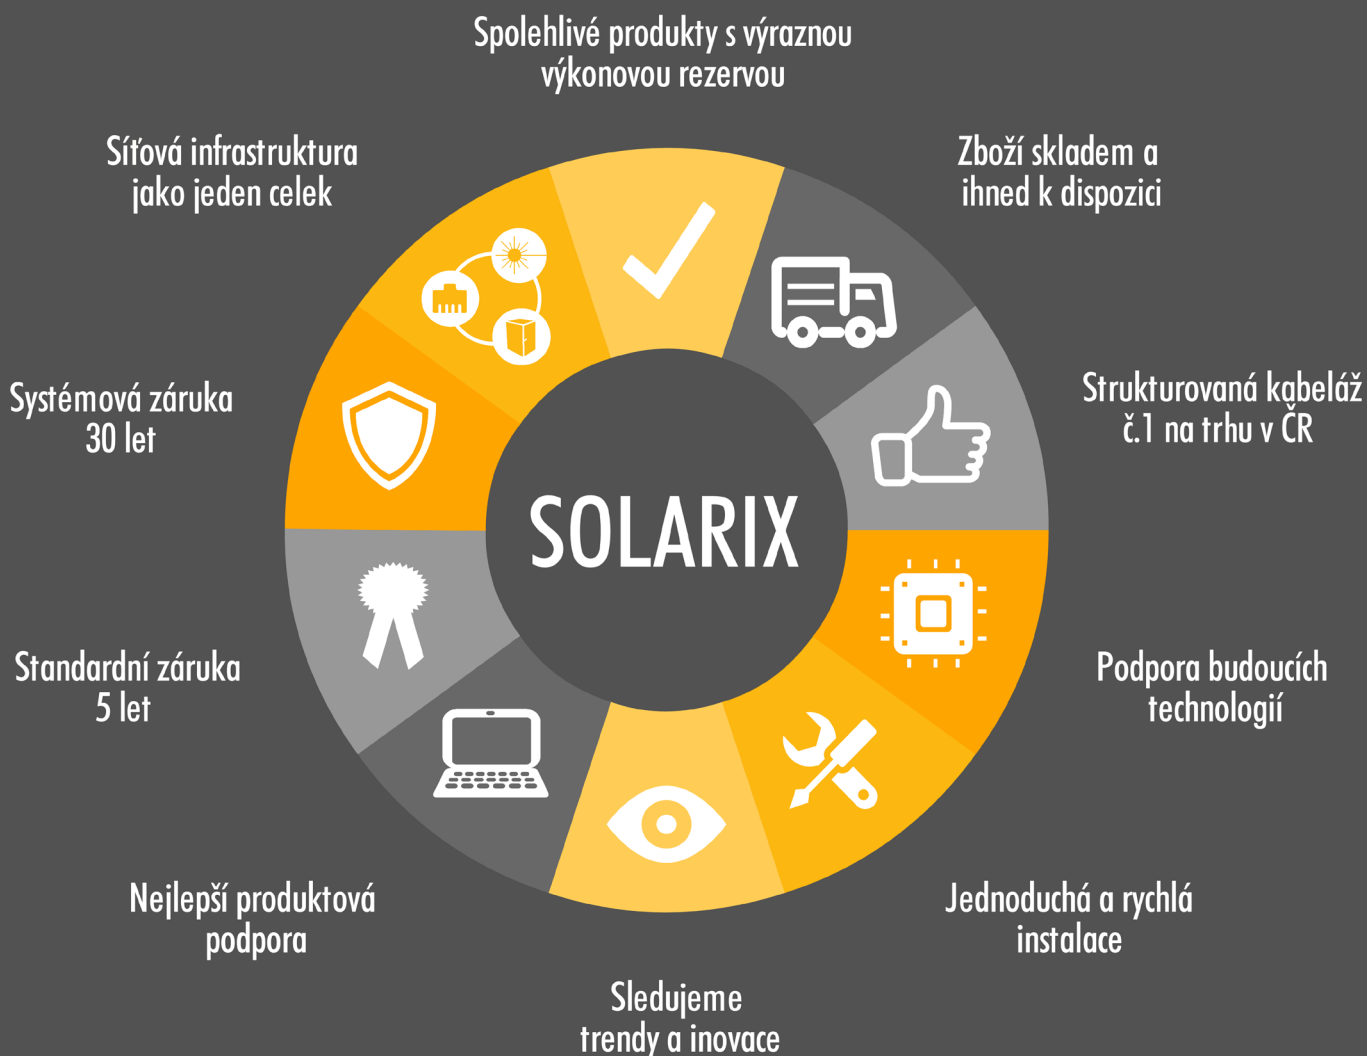 Spolehlivé produkty s výraznou
výkonovou rezervou
Síťová infrastruktura
jako jeden celek
Zboží skladem a
ihned k dispozici
Systémová záruka
30 let
Strukturovaná kabeláž
č.1 na trhu v ČR
SOLARIX
Standardní záruka
5 let
Podpora budoucích
technologií
Nejlepší produktová
podpora
Jednoduchá a rychlá
instalace
Sledujeme
trendy a inovace